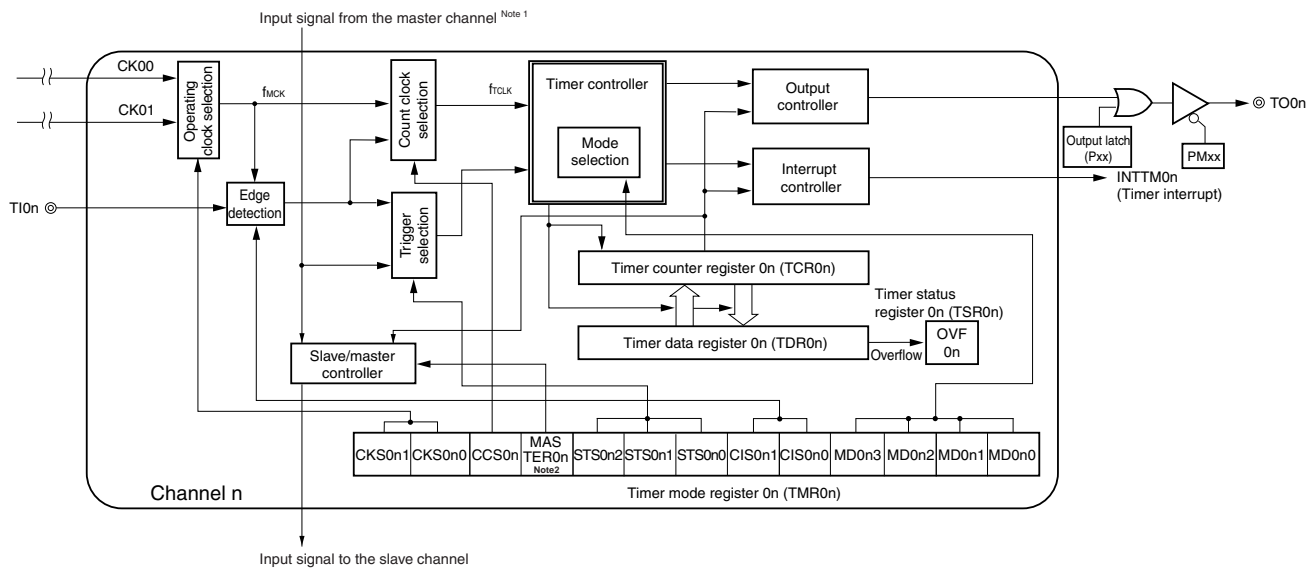 Input signal from the master channel Note 1
CK00
CK01
Operating
clock selection
fMCK
Count clock
selection
fTCLK
Timer controller
Mode
selection
Output
controller
Interrupt
controller
Output latch
(Pxx)
PMxx
TO0n
INTTM0n
(Timer interrupt)
TI0n
Edge
detection
Trigger
selection
Timer counter register 0n (TCR0n)
Timer data register 0n (TDR0n)
Timer status
register 0n (TSR0n)
Overflow
OVF
0n
Slave/master
controller
CKS0n1
CKS0n0
CCS0n
MAS
TER0n
Note2
STS0n2
STS0n1
STS0n0
CIS0n1
CIS0n0
MD0n3
MD0n2
MD0n1
MD0n0
Channel n
Timer mode register 0n (TMR0n)
Input signal to the slave channel